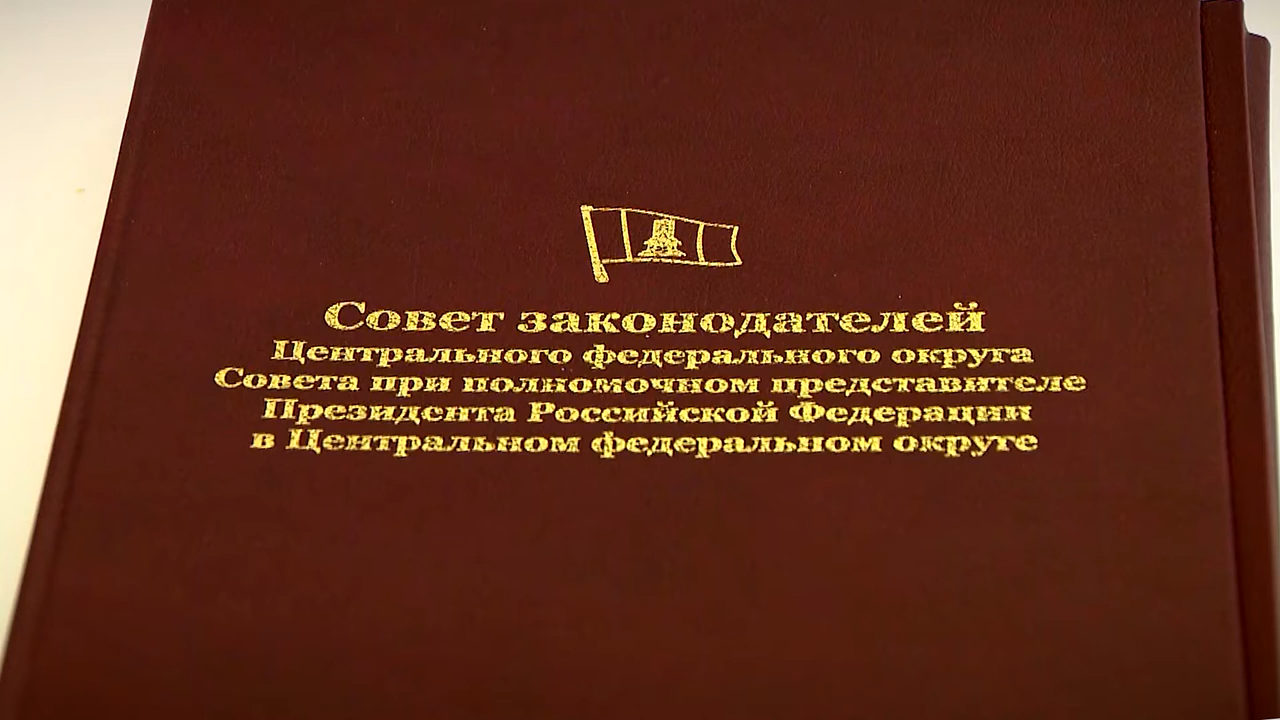 Совет законодателей
Центрального федерального округа
Совета при полномочном представителе
Президента Российской Федерации
в Центральном федеральном округе